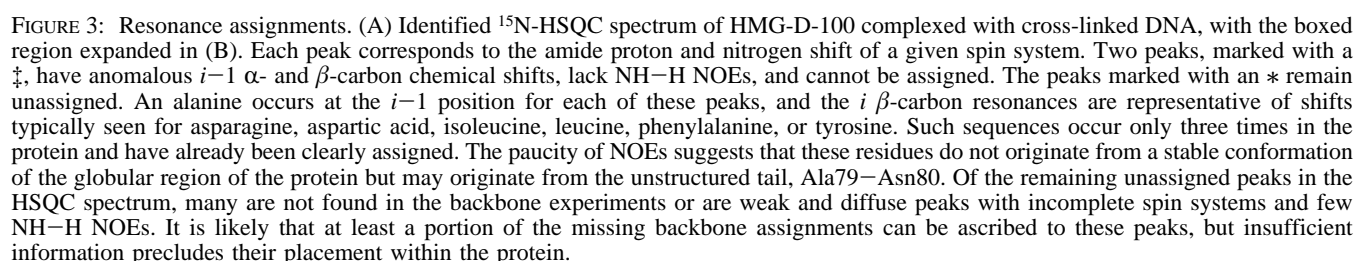 FIGURE 3: Resonance assignments. (A) Identified ¹⁵N-HSQC spectrum of HMG-D-100 complexed with cross-linked DNA, with the boxed
region expanded in (B). Each peak corresponds to the amide proton and nitrogen shift of a given spin system. Two peaks, marked with a
‡, have anomalous i−1 α- and β-carbon chemical shifts, lack NH−H NOEs, and cannot be assigned. The peaks marked with an * remain
unassigned. An alanine occurs at the i−1 position for each of these peaks, and the i β-carbon resonances are representative of shifts
typically seen for asparagine, aspartic acid, isoleucine, leucine, phenylalanine, or tyrosine. Such sequences occur only three times in the
protein and have already been clearly assigned. The paucity of NOEs suggests that these residues do not originate from a stable conformation
of the globular region of the protein but may originate from the unstructured tail, Ala79−Asn80. Of the remaining unassigned peaks in the
HSQC spectrum, many are not found in the backbone experiments or are weak and diffuse peaks with incomplete spin systems and few
NH−H NOEs. It is likely that at least a portion of the missing backbone assignments can be ascribed to these peaks, but insufficient
information precludes their placement within the protein.